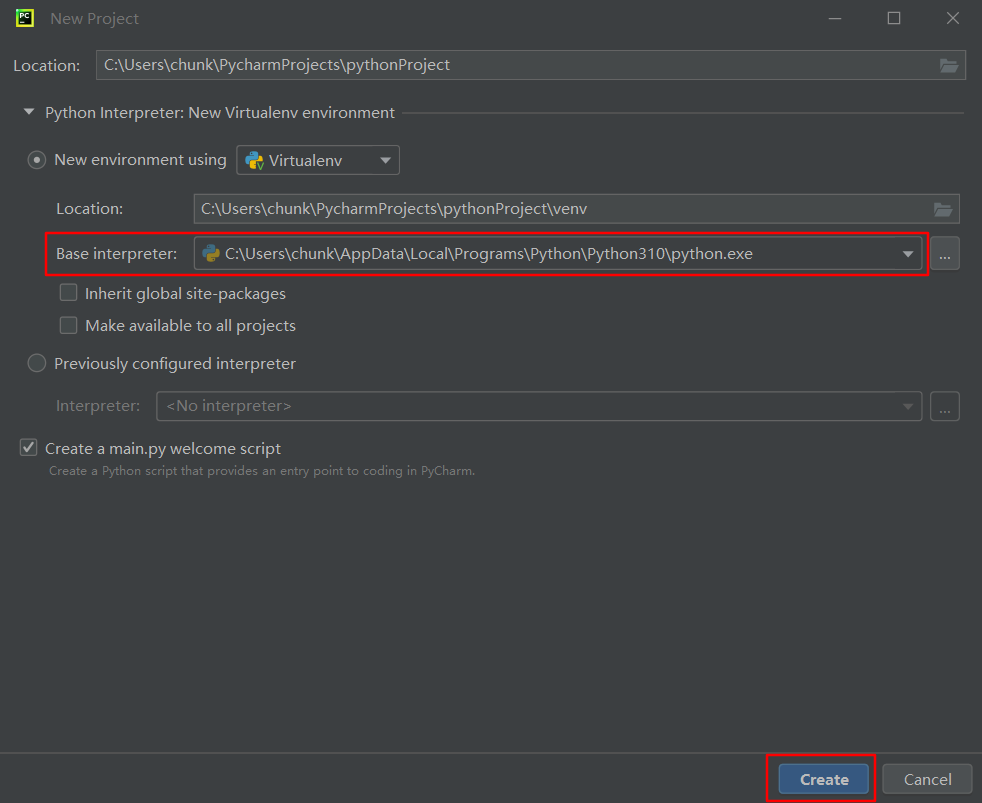 PC New Project
Location: C:\Users\chunk\PycharmProjects\pythonProject
Python Interpreter: New Virtualenv environment
New environment using Virtualenv
Location: C:\Users\chunk\PycharmProjects\pythonProject\venv
Base interpreter: C:\Users\chunk\AppData\Local\Programs\Python\Python310\python.exe ...
Inherit global site-packages
Make available to all projects
Previously configured interpreter
Interpreter: <No interpreter> ...
Create a main.py welcome script
Create a Python script that provides an entry point to coding in PyCharm.
Create Cancel